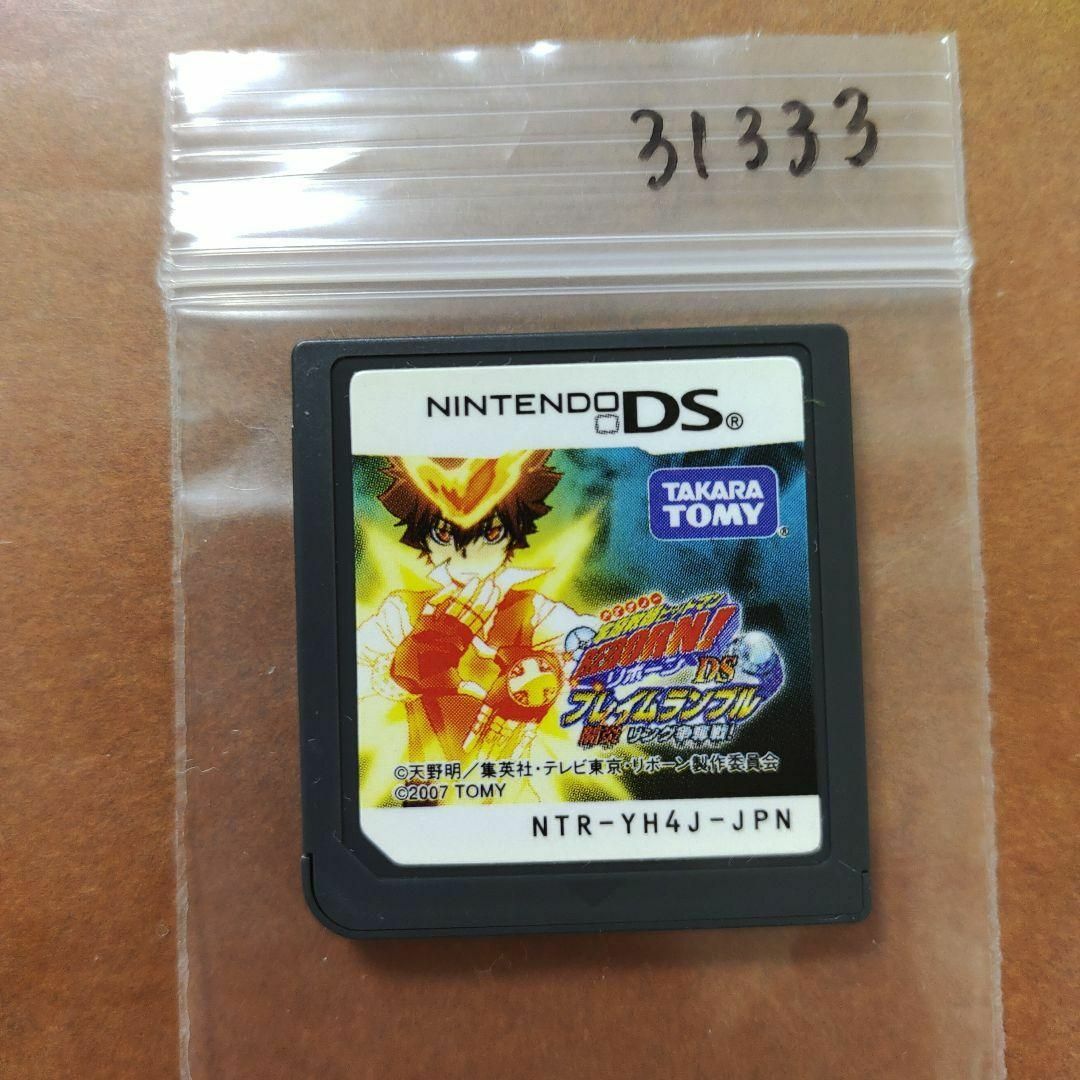 31333
NINTENDO DS®
TAKARA
TOMY
家庭教師ヒットマン
REBORN!
リボーン DS
フレイムランブル
開炎 リング争奪戦!
©天野明/集英社・テレビ東京・リボーン製作委員会
©2007 TOMY
NTR-YH4J-JPN